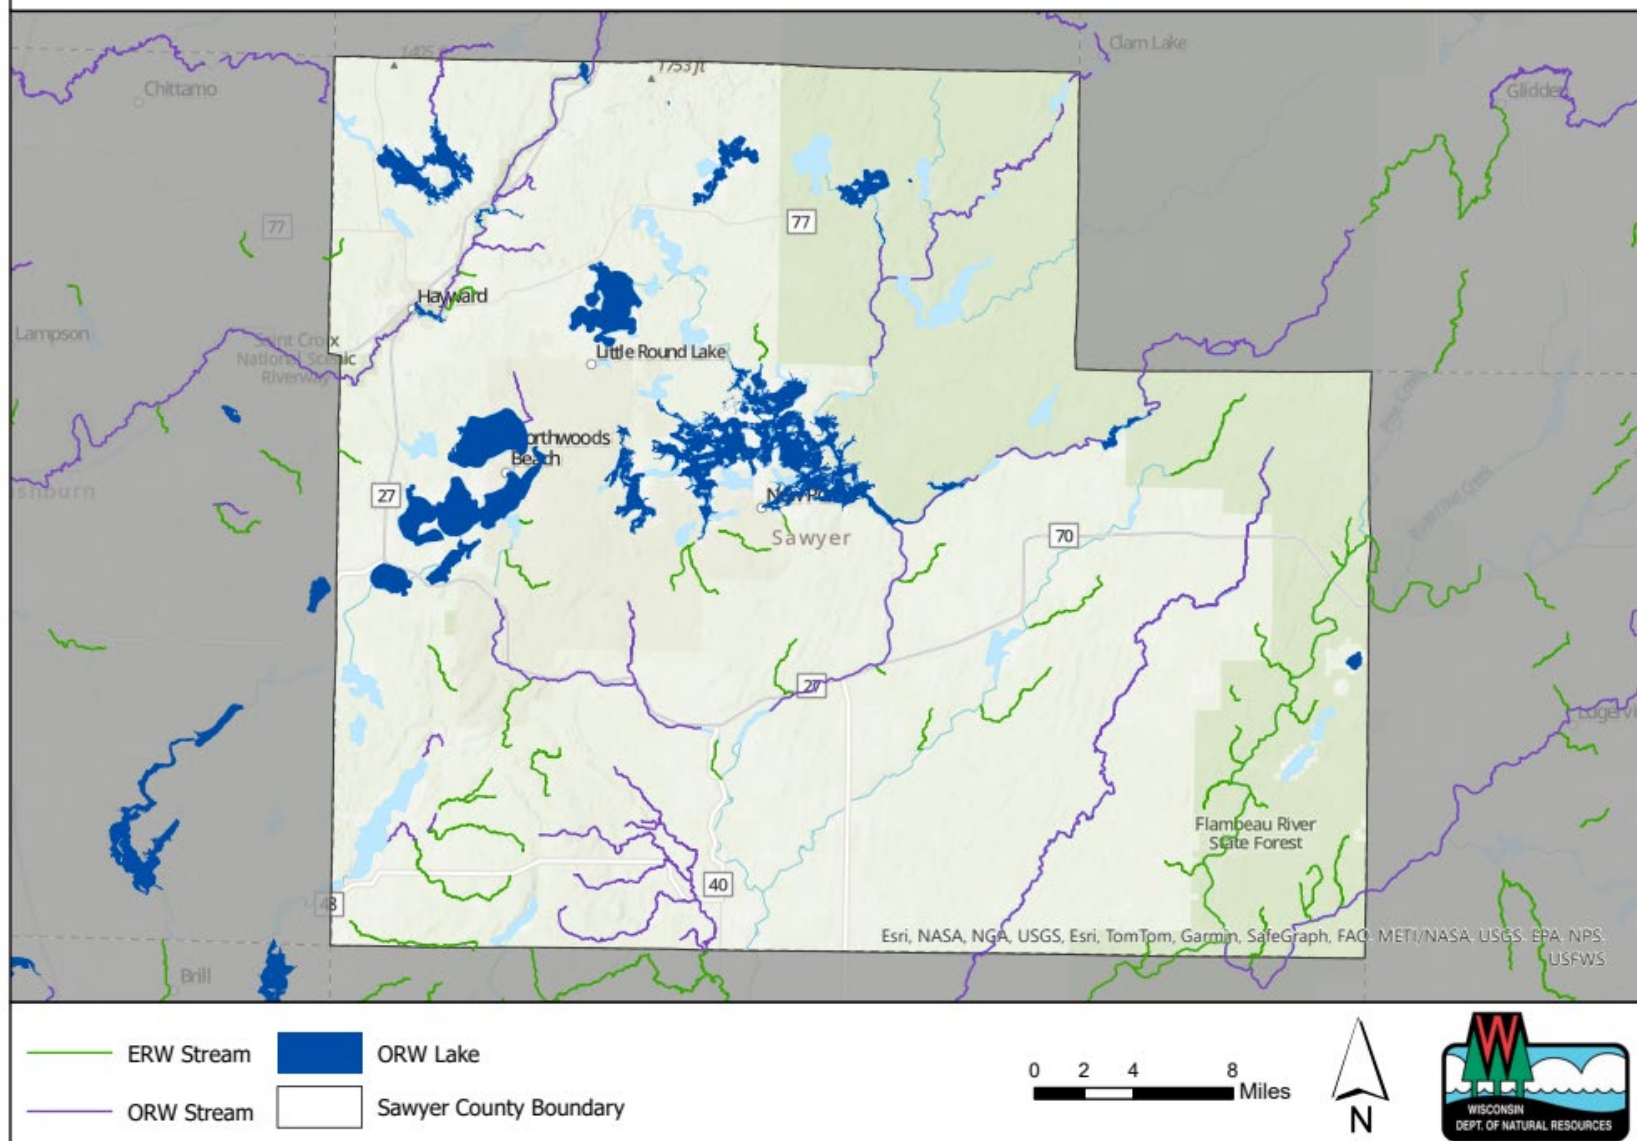 1405 ft
1753 ft
Clam Lake
Chittamo
Glidden
77
77
Hayward
Lampson
Saint Croix
National Scenic
Riverway
Little Round Lake
Northwoods
Beach
27
Sawyer
70
27
Flambeau River
State Forest
40
48
Esri, NASA, NGA, USGS, Esri, TomTom, Garmin, SafeGraph, FAO, METI/NASA, USGS, EPA, NPS,
USFWS
Brill
ERW Stream
ORW Lake
ORW Stream
Sawyer County Boundary
0 2 4 8
Miles
N
W
WISCONSIN
DEPT. OF NATURAL RESOURCES